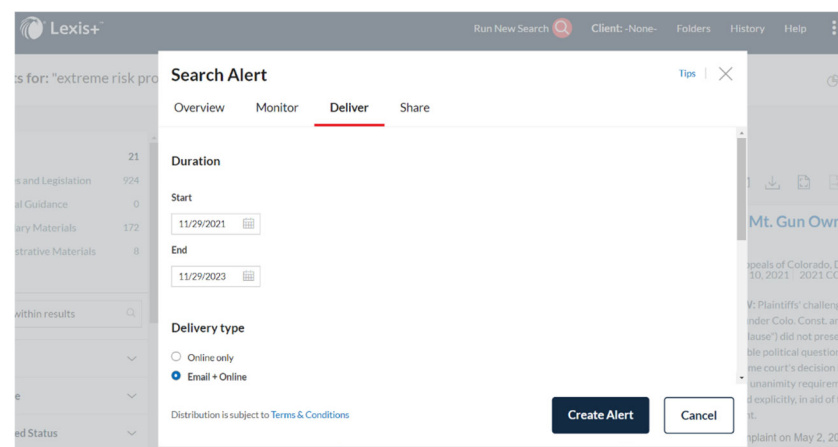 Lexis+
Run New Search
Client: -None-
Folders
History
Help
s for: "extreme risk pro
Search Alert
Tips
Overview
Monitor
Deliver
Share
21
s and Legislation 924
al Guidance 0
ary Materials 172
strative Materials 8
within results
e
ed Status
Duration
Start
11/29/2021
End
11/29/2023
Delivery type
Online only
Email + Online
Distribution is subject to Terms & Conditions
Create Alert
Cancel
Mt. Gun Own
ppeals of Colorado, D
10, 2021 2021 CO
V: Plaintiffs' challeng
nder Colo. Const. ar
lause") did not prese
ble political question
me court's decision
unanimity requirem
d explicitly, in aid of
t.
nplaint on May 2, 20